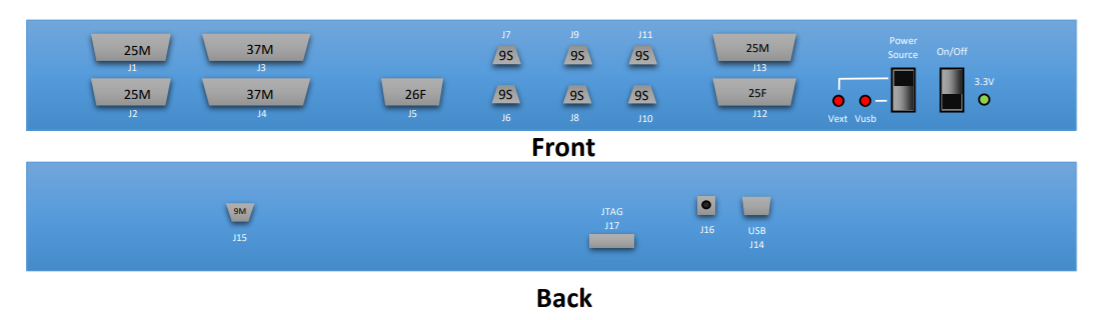 J7 J9 J11
Power
Source On/Off
25M 37M 9S 9S 9S 25M
J1 J3 J13
3.3V
25M 37M 26F 9S 9S 9S 25F
J2 J4 J5 J6 J8 J10 J12 Vext Vusb
Front
9M
J15
JTAG
J17
J16
USB
J14
Back